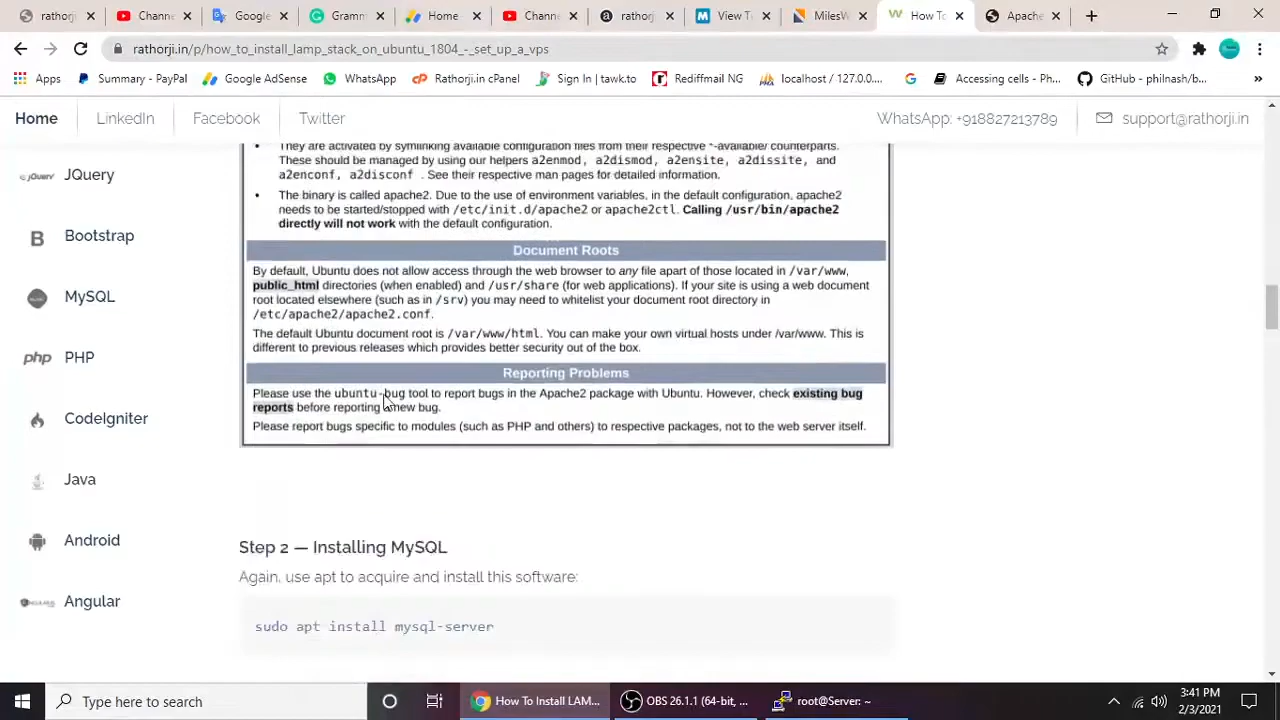 Channe
Google
Gramm
Home
Channe
rathorji
View T
MilesW
How To
Apache
rathorji.in/p/how_to_install_lamp_stack_on_ubuntu_1804_-_set_up_a_vps
Apps
Summary - PayPal
Google AdSense
WhatsApp
Rathorji.in cPanel
Sign In | tawk.to
Rediffmail NG
localhost / 127.0.0....
Accessing cells - Ph...
GitHub - philnash/b...
»
Home
LinkedIn
Facebook
Twitter
WhatsApp: +918827213789
support@rathorji.in
JQuery
Bootstrap
MySQL
PHP
CodeIgniter
Java
Android
Angular
They are activated by symlinking available configuration files from their respective *-available/ counterparts.
These should be managed by using our helpers a2enmod, a2dismod, a2ensite, a2dissite, and
a2enconf, a2disconf . See their respective man pages for detailed information.
The binary is called apache2. Due to the use of environment variables, in the default configuration, apache2
needs to be started/stopped with /etc/init.d/apache2 or apache2ctl. Calling /usr/bin/apache2
directly will not work with the default configuration.
Document Roots
By default, Ubuntu does not allow access through the web browser to any file apart of those located in /var/www,
public_html directories (when enabled) and /usr/share (for web applications). If your site is using a web document
root located elsewhere (such as in /srv) you may need to whitelist your document root directory in
/etc/apache2/apache2.conf.
The default Ubuntu document root is /var/www/html. You can make your own virtual hosts under /var/www. This is
different to previous releases which provides better security out of the box.
Reporting Problems
Please use the ubuntu-bug tool to report bugs in the Apache2 package with Ubuntu. However, check existing bug
reports before reporting a new bug.
Please report bugs specific to modules (such as PHP and others) to respective packages, not to the web server itself.
Step 2 — Installing MySQL
Again, use apt to acquire and install this software:
sudo apt install mysql-server
Type here to search
How To Install LAM...
OBS 26.1.1 (64-bit, ...
root@Server: ~
3:41 PM
2/3/2021